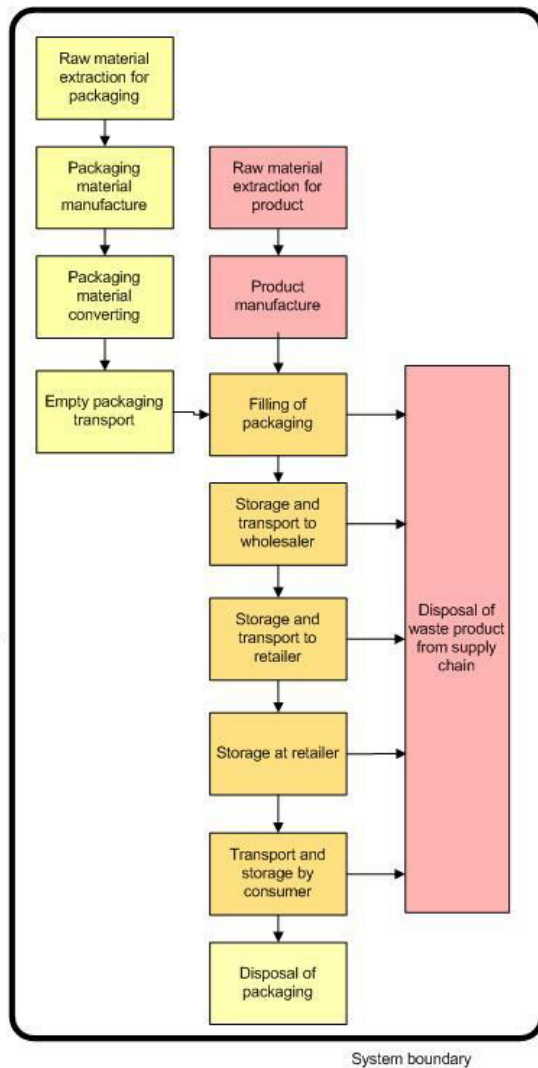 Raw material
extraction for
packaging
Packaging
material
manufacture
Raw material
extraction for
product
Packaging
material
converting
Product
manufacture
Empty packaging
transport
Filling of
packaging
Storage and
transport to
wholesaler
Storage and
transport to
retailer
Disposal of
waste product
from supply
chain
Storage at retailer
Transport and
storage by
consumer
Disposal of
packaging
System boundary